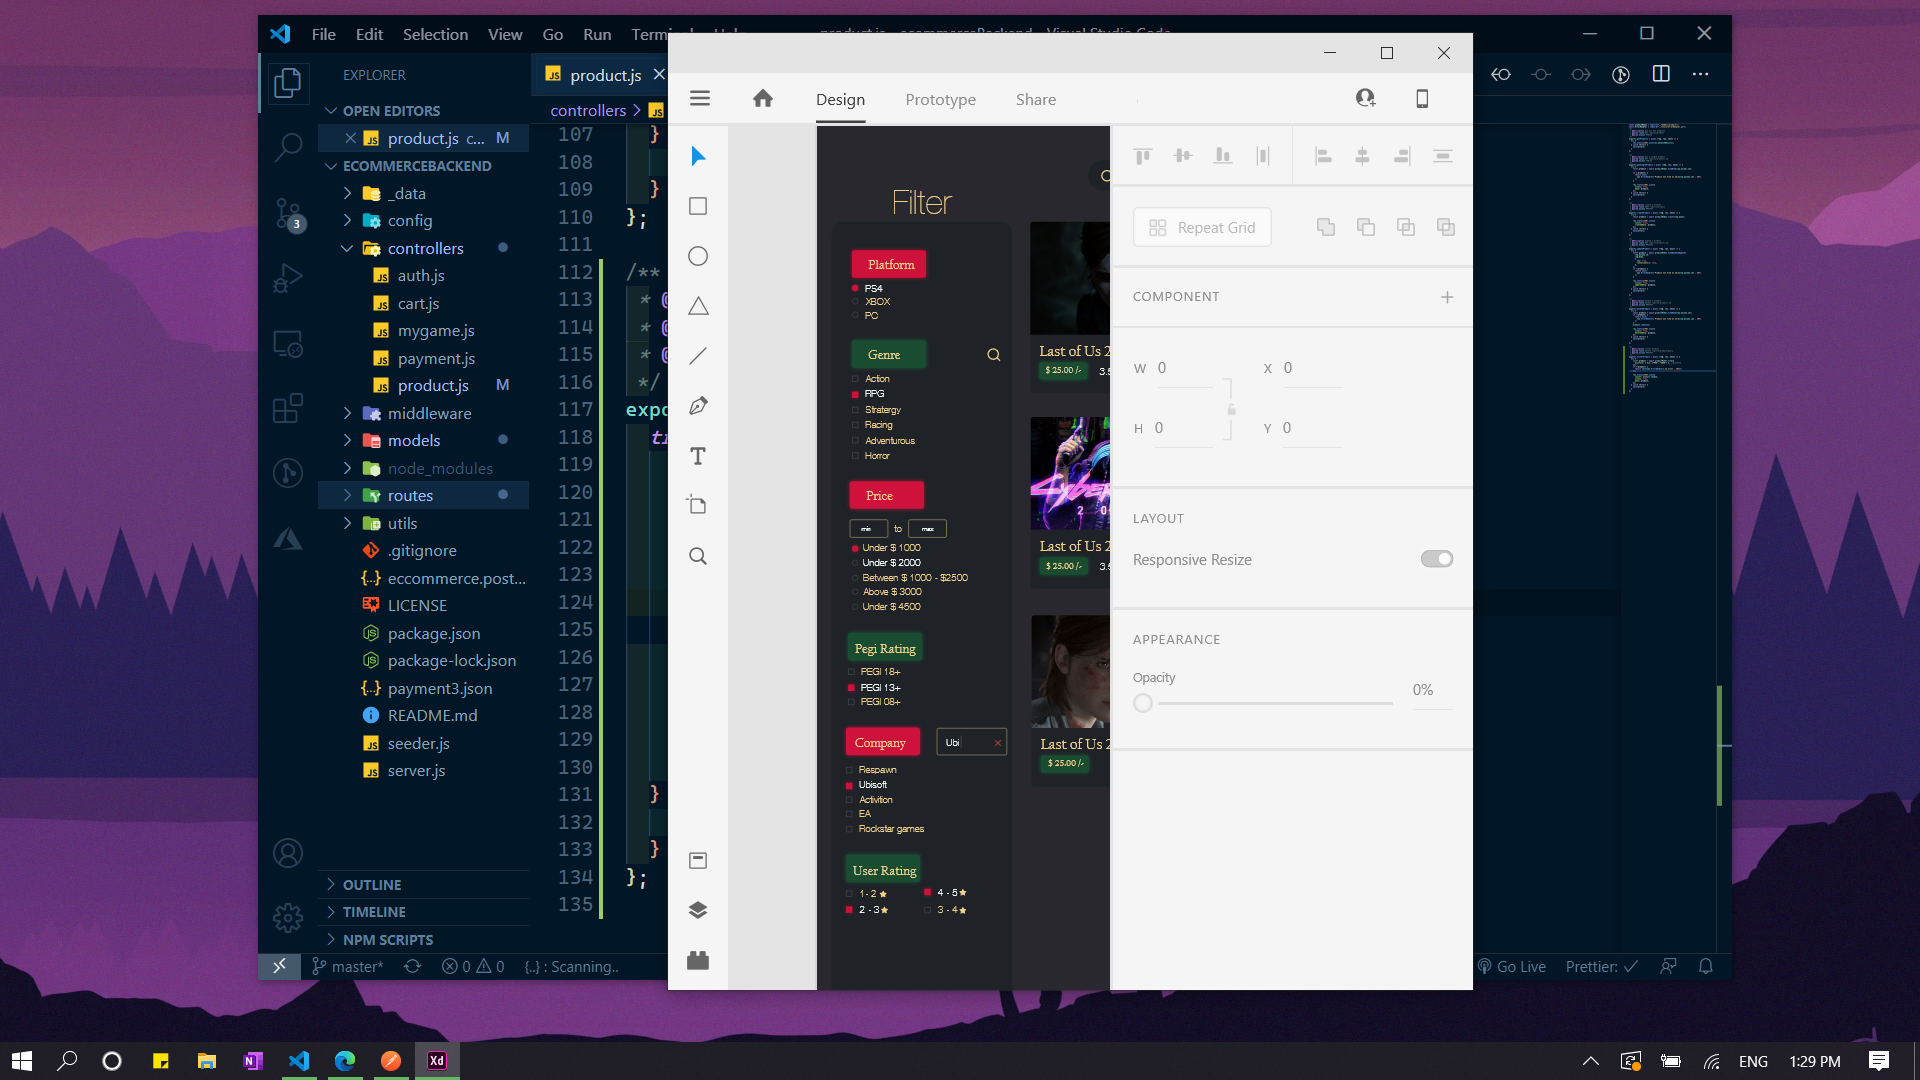 File Edit Selection View Go Run
EXPLORER
OPEN EDITORS
product.js c... M
ECOMMERCEBACKEND
_data
config
controllers
auth.js
cart.js
mygame.js
payment.js
product.js M
middleware
models
node_modules
routes
utils
.gitignore
eccommerce.post...
LICENSE
package.json
package-lock.json
payment3.json
README.md
seeder.js
server.js
OUTLINE
TIMELINE
NPM SCRIPTS
3
master* 0 0 {..} : Scanning..
product.js
controllers
107 }
108
109 }
110 };
111
112 /**
113 * @
114 * @
115 * @
116 */
117 expo
118
119
120
121
122
123
124
125
126
127
128
129
130
131 }
132
133 }
134 };
135
Design Prototype Share
Filter
Platform
PS4
XBOX
PC
Genre
Action
RPG
Stratergy
Racing
Adventurous
Horror
Price
min to max
Under $ 1000
Under $ 2000
Between $ 1000 - $2500
Above $ 3000
Under $ 4500
Pegi Rating
PEGI 18+
PEGI 13+
PEGI 08+
Company
Ubi
Respawn
Ubisoft
Activition
EA
Rockstar games
User Rating
1 - 2 4 - 5
2 - 3 3 - 4
Last of Us 2
$ 25.00 /- 3.5
Last of Us 2
$ 25.00 /- 3.5
Last of Us 2
$ 25.00 /-
Repeat Grid
COMPONENT
W 0 X 0
H 0 Y 0
LAYOUT
Responsive Resize
APPEARANCE
Opacity
0%
Go Live Prettier:
N Xd
ENG 1:29 PM